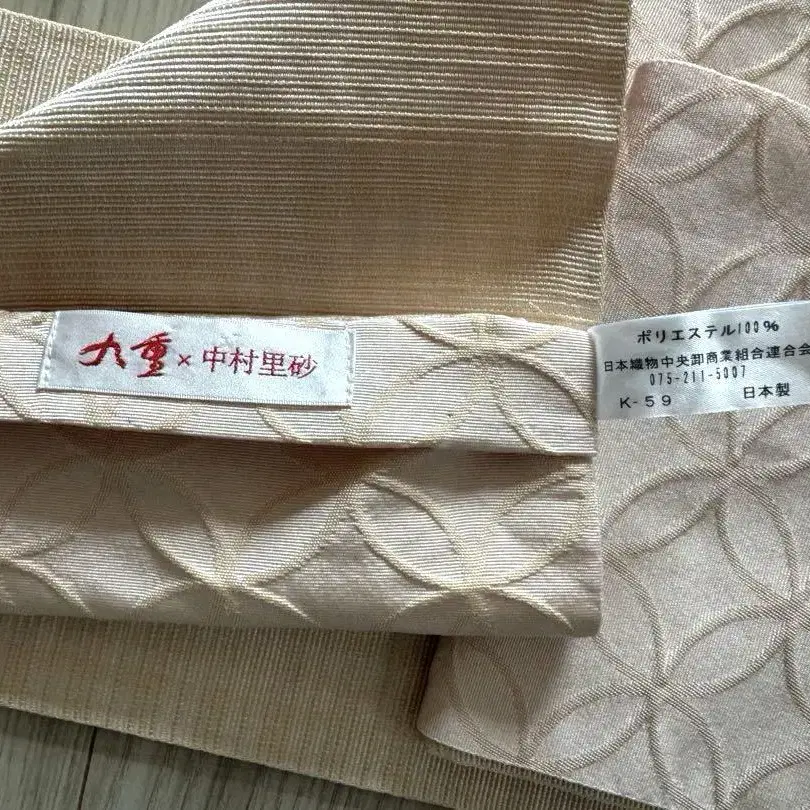 九重×中村里砂
ポリエステル100%
日本織物中央卸商業組合連合会
075-211-5007
K-59 日本製